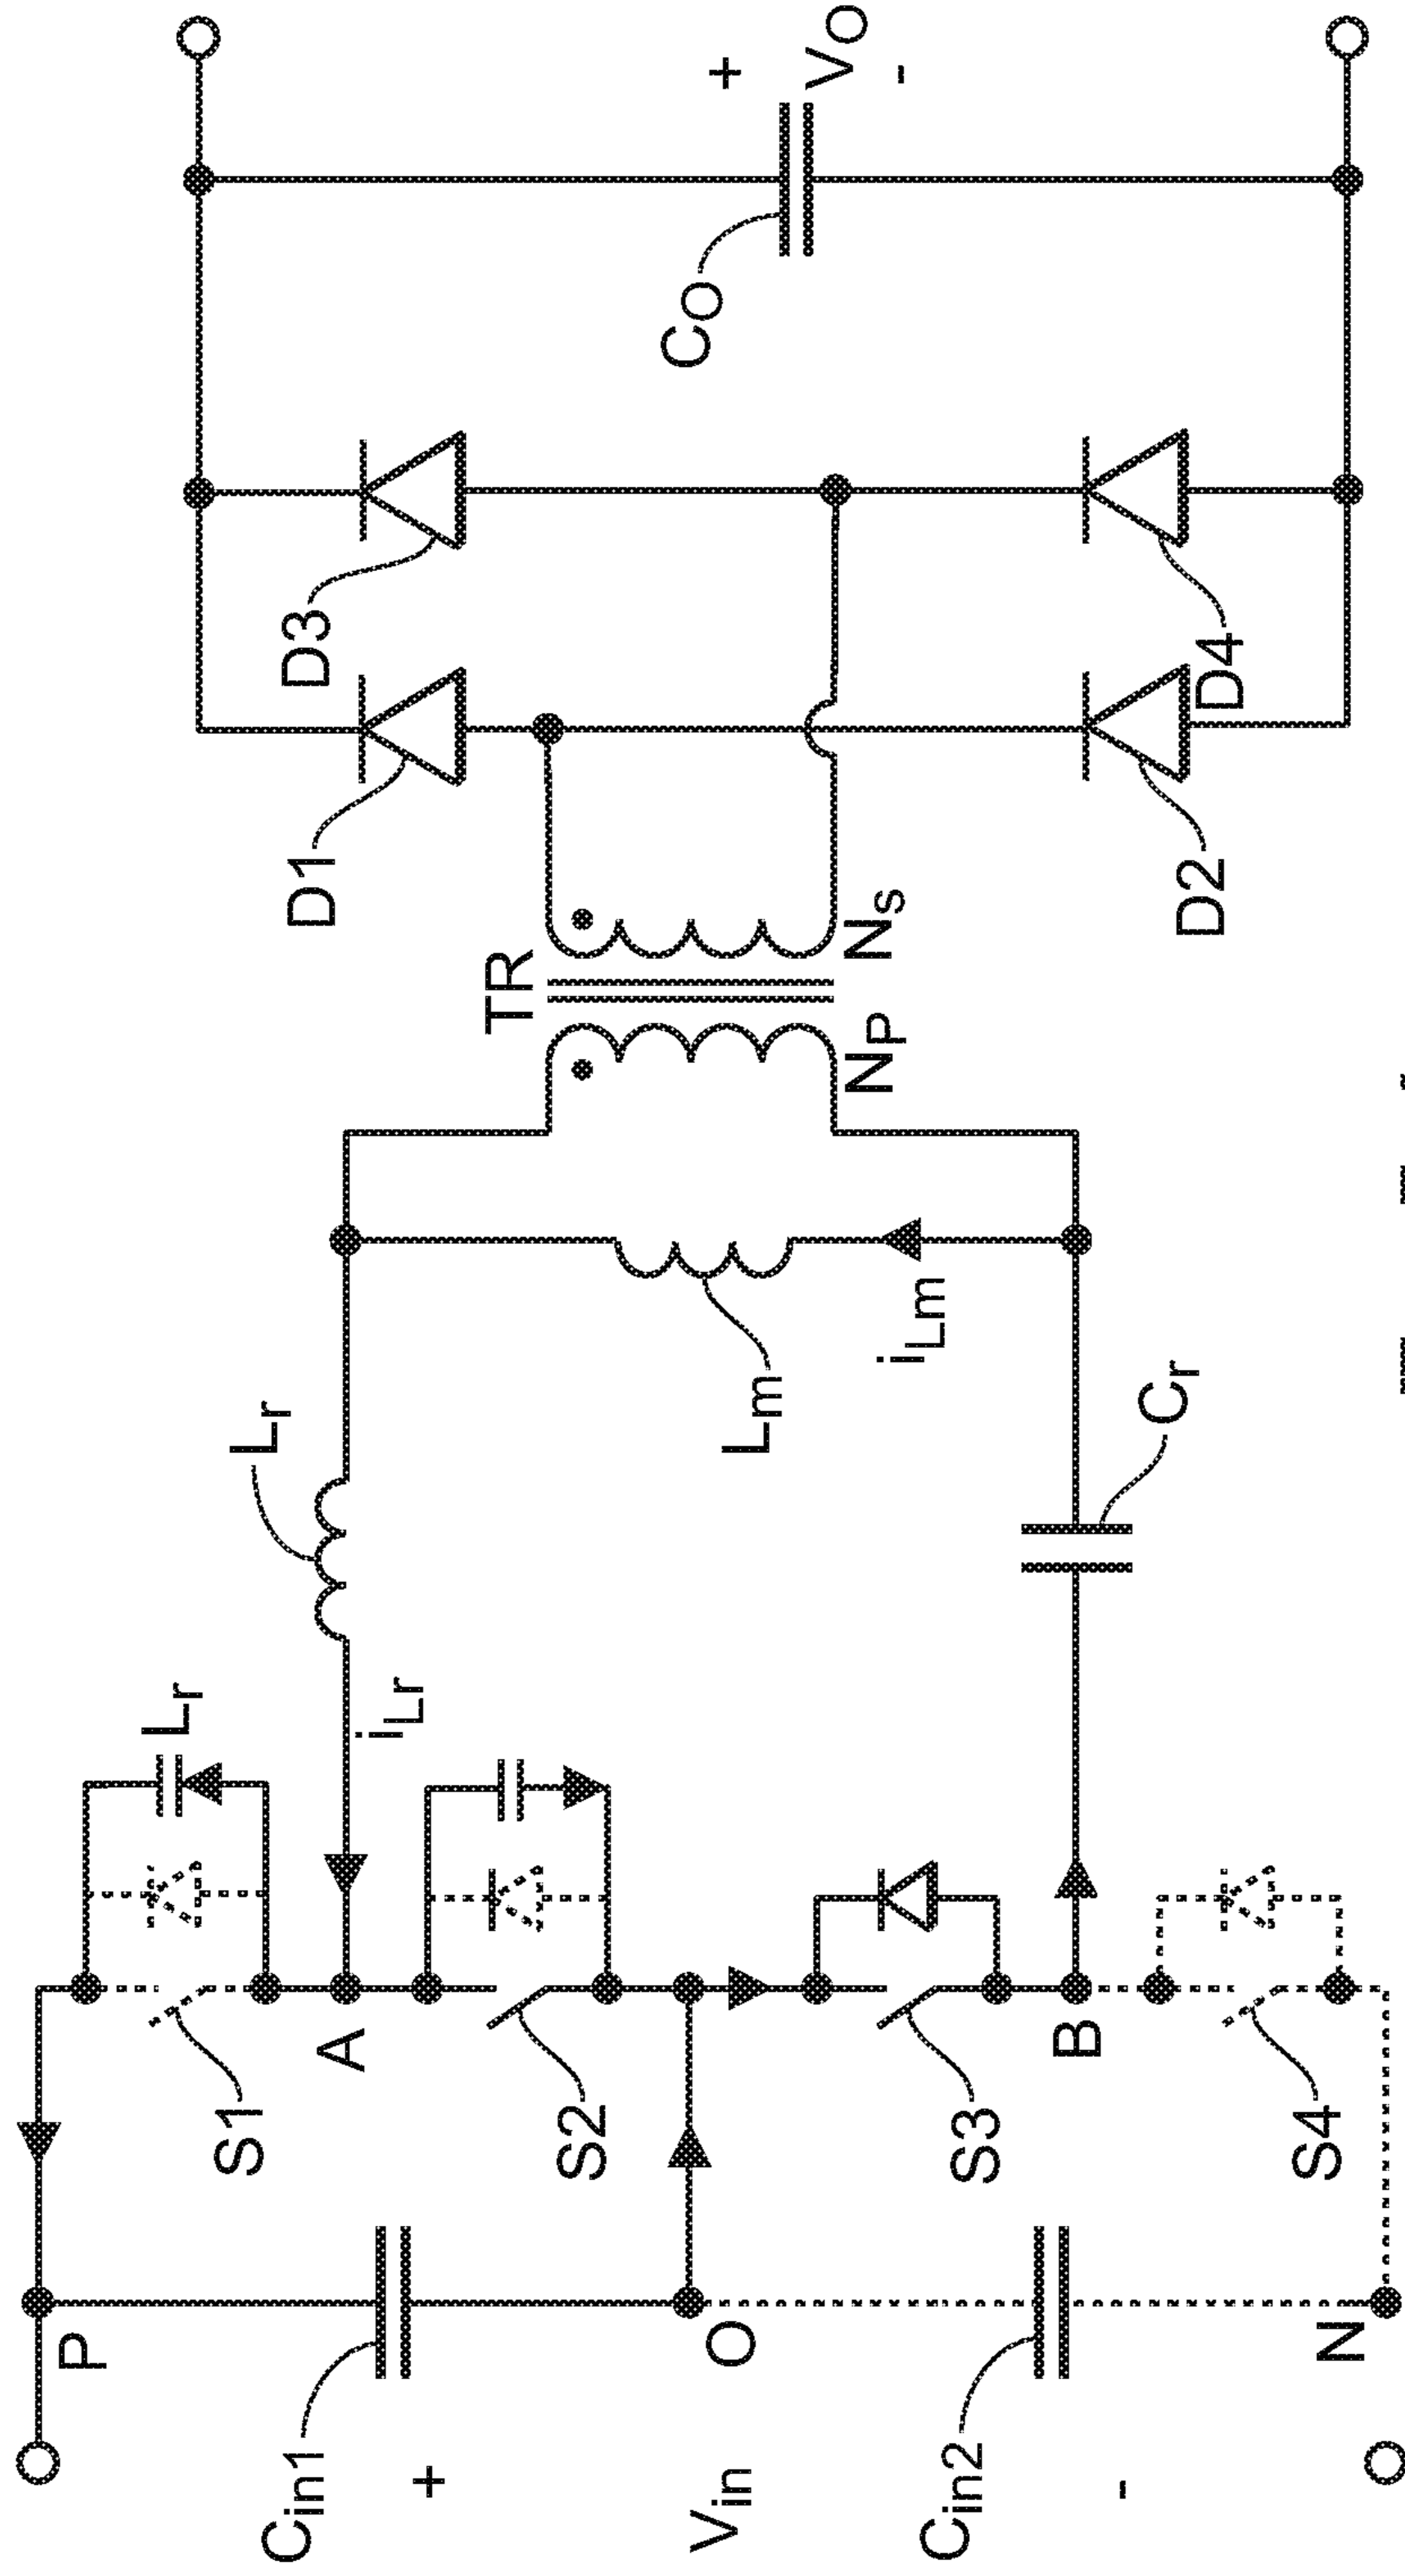 P
Cin1
+
Vin
O
Cin2
-
N
S1
A
S2
S3
B
S4
Lr
iLr
Lr
Lm
iLm
Cr
TR
NP
Ns
D1
D3
D2
D4
CO
+
VO
-